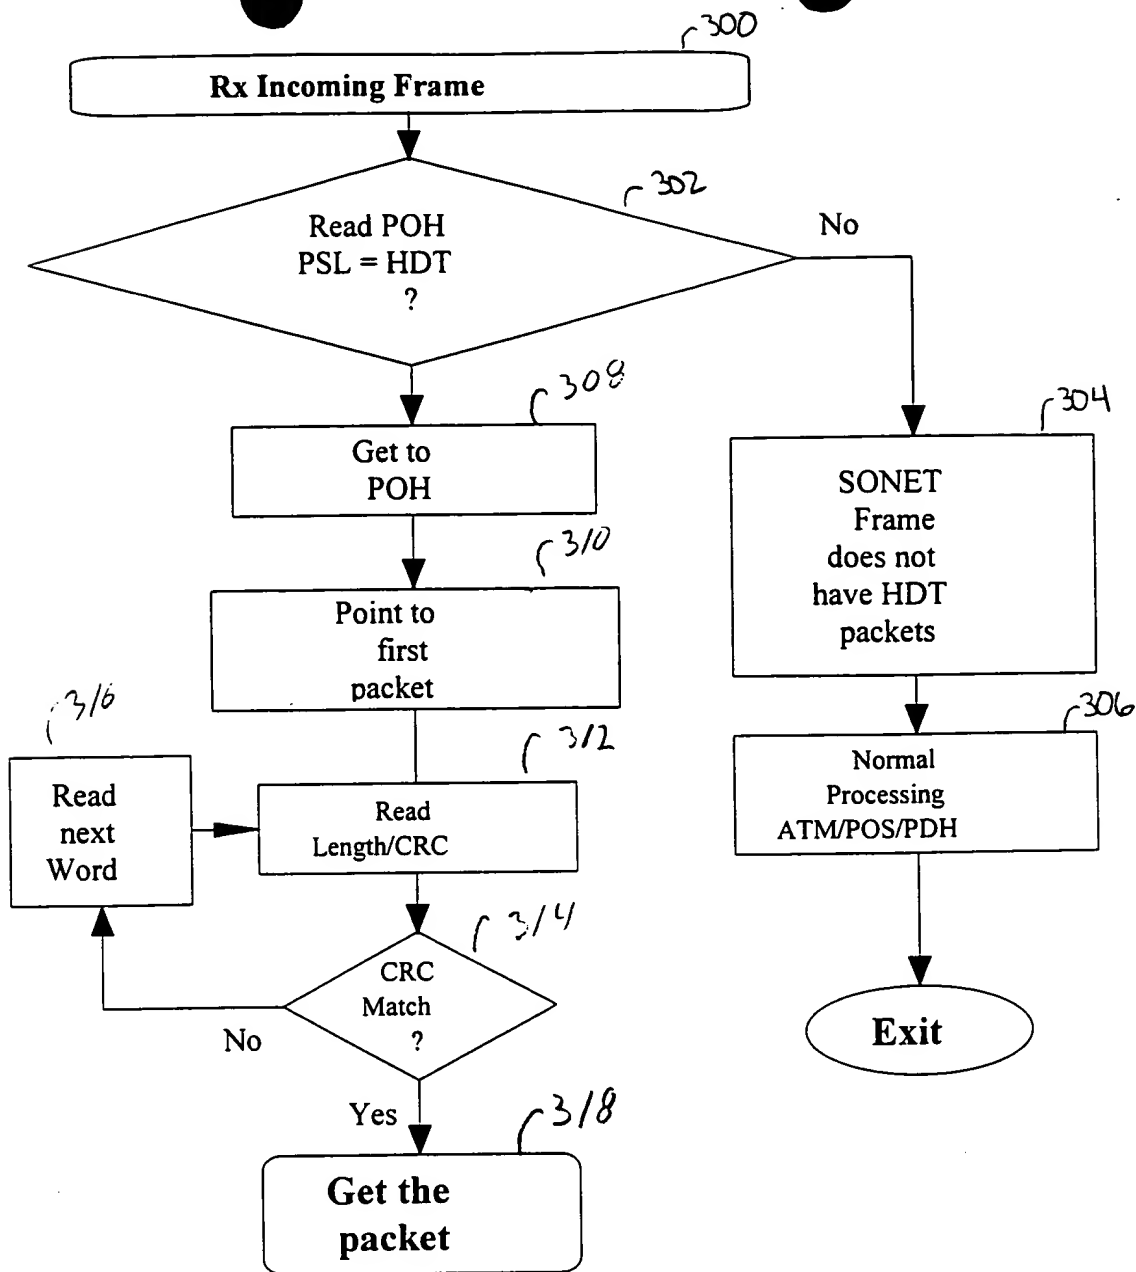 300
Rx Incoming Frame
302
Read POH
PSL = HDT
?
No
308
Get to
POH
304
SONET
Frame
does not
have HDT
packets
310
Point to
first
packet
306
Normal
Processing
ATM/POS/PDH
316
Read
next
Word
312
Read
Length/CRC
314
CRC
Match
?
No
Yes
Exit
318
Get the
packet